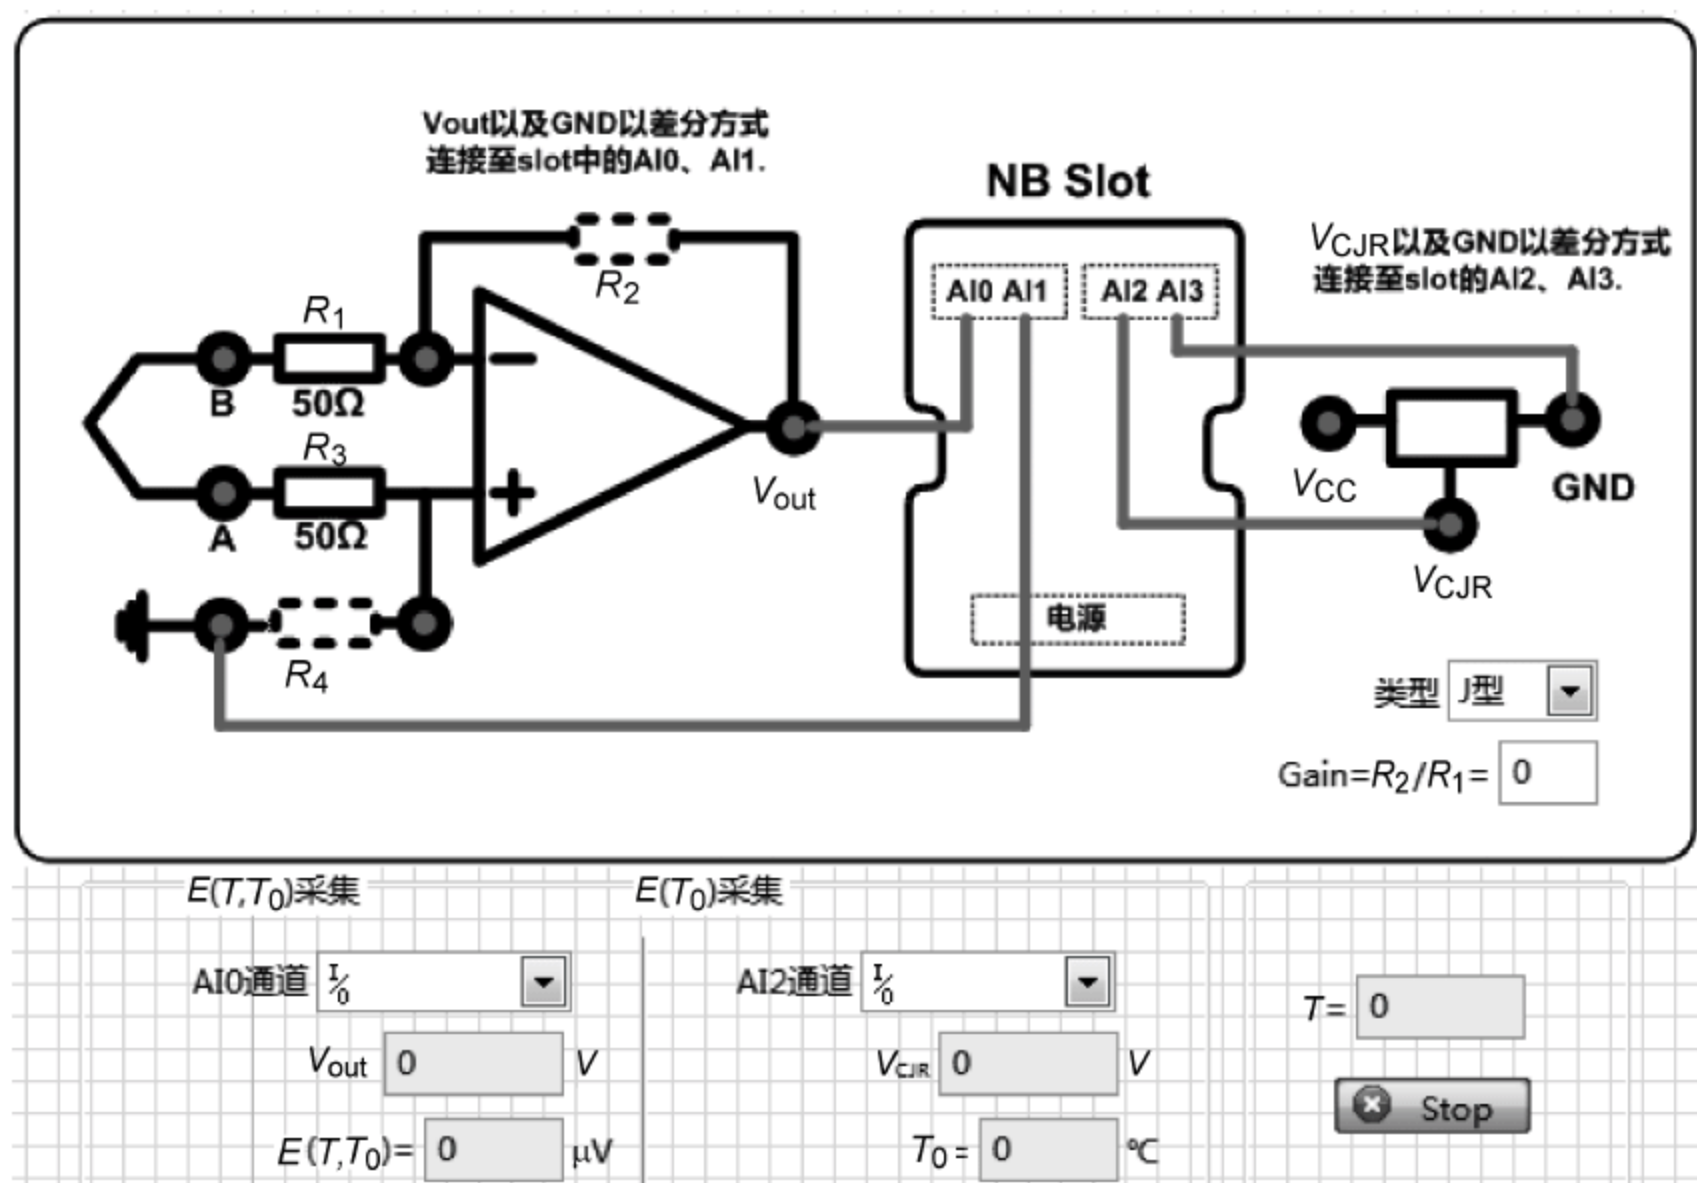 Vout以及GND以差分方式
连接至slot中的AI0、AI1.
NB Slot
VCJR以及GND以差分方式
连接至slot的AI2、AI3.
R2
AI0 AI1
AI2 AI3
R1
B
50Ω
R3
A
50Ω
Vout
VCC
GND
VCJR
电源
R4
类型 J型
Gain=R2/R1= 0
E(T,T0)采集
E(T0)采集
AI0通道 I/0
AI2通道 I/0
T= 0
Vout 0 V
VCJR 0 V
Stop
E(T,T0)= 0 μV
T0= 0 ℃